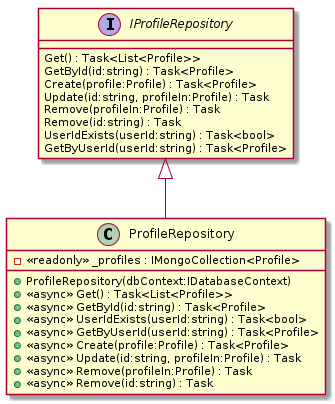 I IProfileRepository
Get() : Task<List<Profile>>
GetById(id:string) : Task<Profile>
Create(profile:Profile) : Task<Profile>
Update(id:string, profileIn:Profile) : Task
Remove(profileIn:Profile) : Task
Remove(id:string) : Task
UserIdExists(userId:string) : Task<bool>
GetByUserId(userId:string) : Task<Profile>
C ProfileRepository
«readonly» _profiles : IMongoCollection<Profile>
ProfileRepository(dbContext:IDatabaseContext)
«async» Get() : Task<List<Profile>>
«async» GetById(id:string) : Task<Profile>
«async» UserIdExists(userId:string) : Task<bool>
«async» GetByUserId(userId:string) : Task<Profile>
«async» Create(profile:Profile) : Task<Profile>
«async» Update(id:string, profileIn:Profile) : Task
«async» Remove(profileIn:Profile) : Task
«async» Remove(id:string) : Task